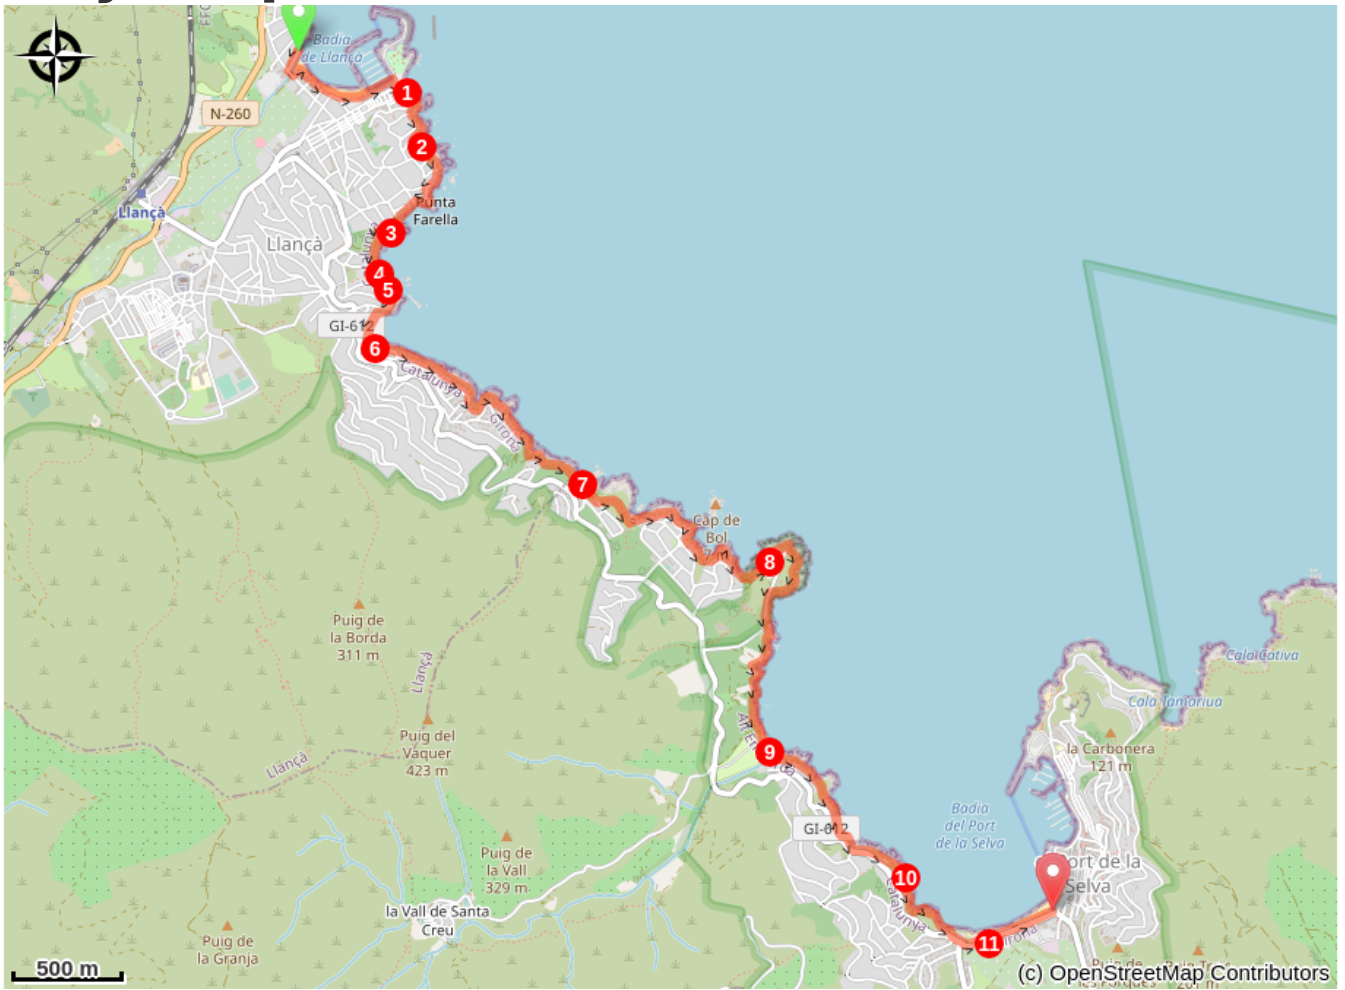 Badia
de Llançà
N-260
1
2
Llançà
Punta
Farella
3
Llançà
4
5
GI-612
6
Catalunya
Girona
7
Cap de
Bol
8
Puig de
la Borda
311 m
Llançà
Cala Cativa
Cala Tamariua
Puig del
Vaquer
423 m
la Carbonera
121 m
9
Llançà
Badia
del Port
de la Selva
GI-612
Puig de
la Vall
329 m
Port de la
Selva
10
la Vall de Santa
Creu
Catalunya
Puig de
la Granja
11
Girona
500 m
(c) OpenStreetMap Contributors